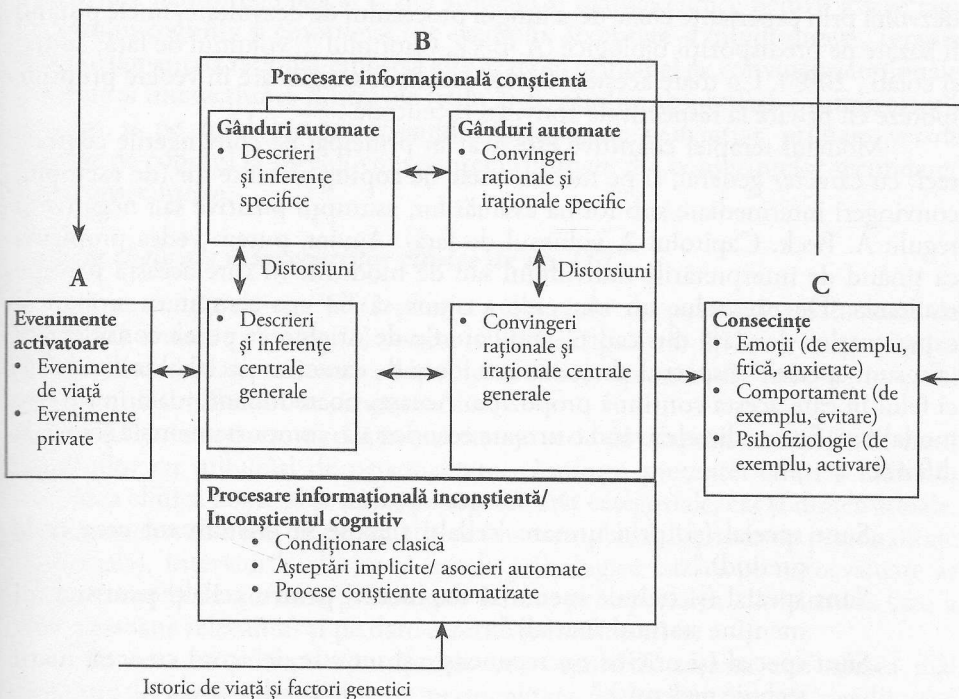 B
Procesare informațională conștientă
Gânduri automate
• Descrieri
și inferențe
specifice
Gânduri automate
• Convingeri
raționale și
iraționale specific
Distorsiuni
Distorsiuni
A
Evenimente
activatoare
• Evenimente
de viață
• Evenimente
private
• Descrieri
și inferențe
centrale
generale
• Convingeri
raționale și
iraționale centrale
generale
C
Consecințe
• Emoții (de exemplu,
frică, anxietate)
• Comportament (de
exemplu, evitare)
• Psihofiziologie (de
exemplu, activare)
Procesare informațională inconștientă/
Inconștientul cognitiv
• Condiționare clasică
• Așteptări implicite/ asocieri automate
• Procese conștiente automatizate
Istoric de viață și factori genetici